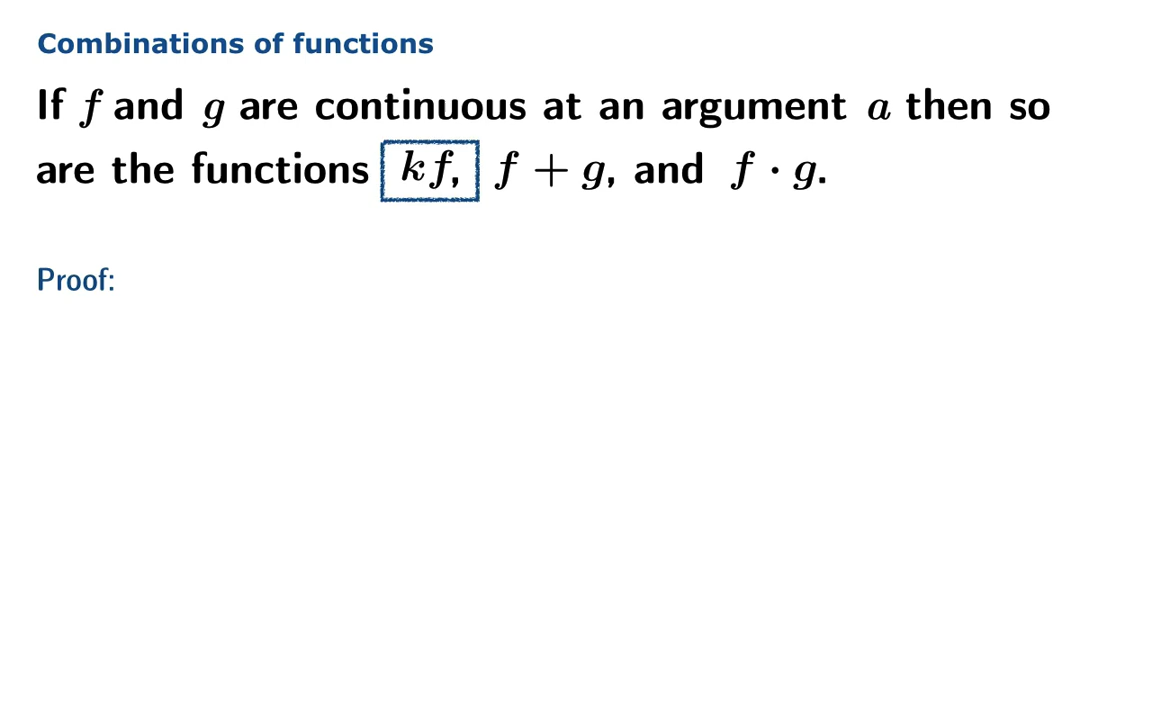 Combinations of functions
If f and g are continuous at an argument a then so
are the functions kf, f + g, and f · g.
Proof: